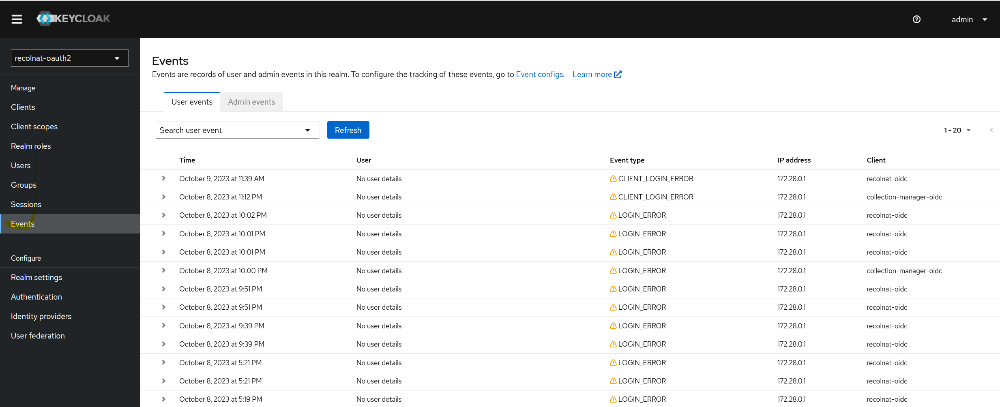 KEYCLOAK
admin
recolnat-oauth2
Manage
Clients
Client scopes
Realm roles
Users
Groups
Sessions
Events
Configure
Realm settings
Authentication
Identity providers
User federation
Events
Events are records of user and admin events in this realm. To configure the tracking of these events, go to Event configs. Learn more
User events Admin events
Search user event Refresh 1 - 20
Time User Event type IP address Client
October 9, 2023 at 11:39 AM No user details CLIENT_LOGIN_ERROR 172.28.0.1 recolnat-oidc
October 8, 2023 at 11:12 PM No user details CLIENT_LOGIN_ERROR 172.28.0.1 collection-manager-oidc
October 8, 2023 at 10:02 PM No user details LOGIN_ERROR 172.28.0.1 recolnat-oidc
October 8, 2023 at 10:01 PM No user details LOGIN_ERROR 172.28.0.1 recolnat-oidc
October 8, 2023 at 10:01 PM No user details LOGIN_ERROR 172.28.0.1 recolnat-oidc
October 8, 2023 at 10:00 PM No user details LOGIN_ERROR 172.28.0.1 collection-manager-oidc
October 8, 2023 at 9:51 PM No user details LOGIN_ERROR 172.28.0.1 recolnat-oidc
October 8, 2023 at 9:51 PM No user details LOGIN_ERROR 172.28.0.1 recolnat-oidc
October 8, 2023 at 9:39 PM No user details LOGIN_ERROR 172.28.0.1 recolnat-oidc
October 8, 2023 at 9:39 PM No user details LOGIN_ERROR 172.28.0.1 recolnat-oidc
October 8, 2023 at 5:21 PM No user details LOGIN_ERROR 172.28.0.1 recolnat-oidc
October 8, 2023 at 5:21 PM No user details LOGIN_ERROR 172.28.0.1 recolnat-oidc
October 8, 2023 at 5:19 PM No user details LOGIN_ERROR 172.28.0.1 recolnat-oidc